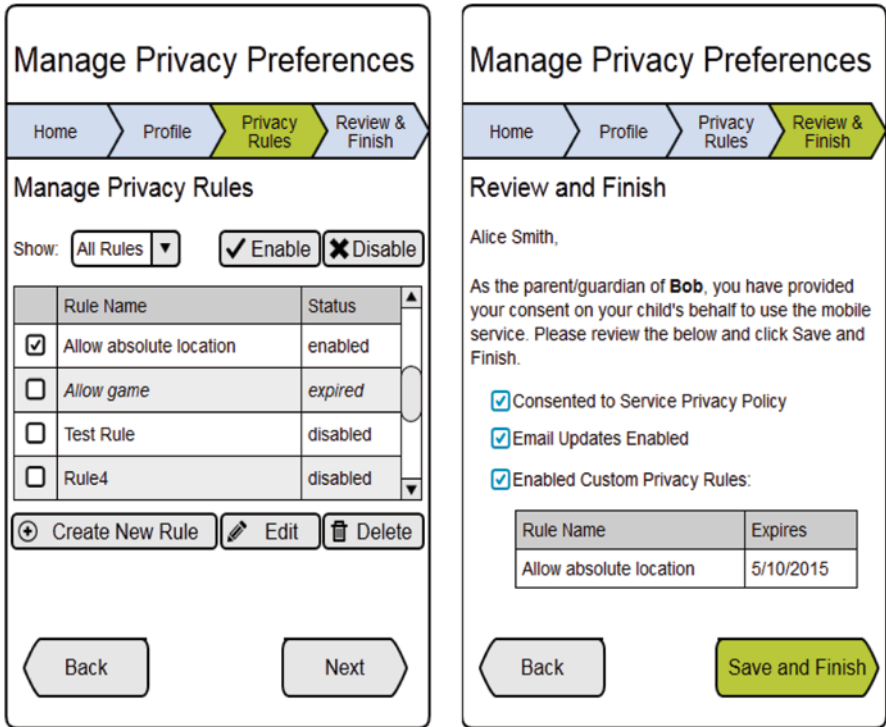 Manage Privacy Preferences
Home
Profile
Privacy
Rules
Review &
Finish
Manage Privacy Rules
Show: All Rules Enable Disable
Rule Name Status
Allow absolute location enabled
Allow game expired
Test Rule disabled
Rule4 disabled
Create New Rule Edit Delete
Back Next
Manage Privacy Preferences
Home
Profile
Privacy
Rules
Review &
Finish
Review and Finish
Alice Smith,
As the parent/guardian of Bob, you have provided
your consent on your child's behalf to use the mobile
service. Please review the below and click Save and
Finish.
Consented to Service Privacy Policy
Email Updates Enabled
Enabled Custom Privacy Rules:
Rule Name Expires
Allow absolute location 5/10/2015
Back Save and Finish